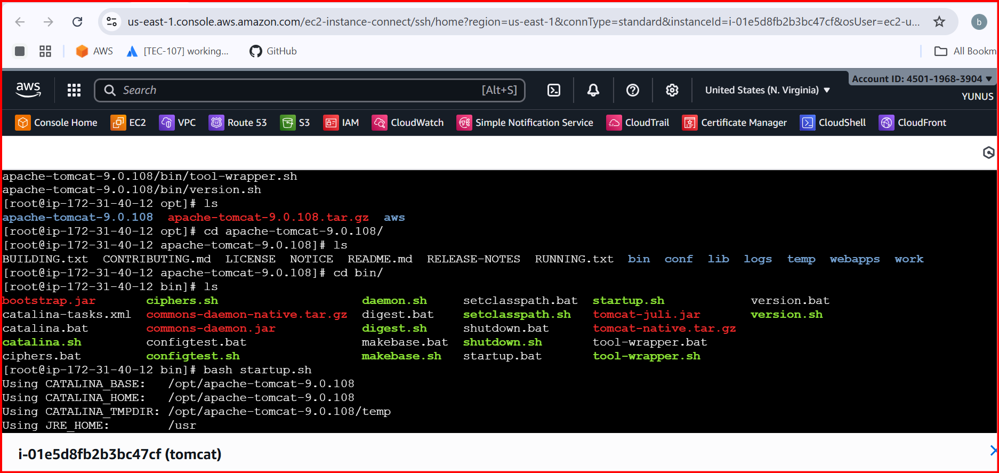 us-east-1.console.aws.amazon.com/ec2-instance-connect/ssh/home?region=us-east-1&connType=standard&instanceId=i-01e5d8fb2b3bc47cf&osUser=ec2-u...
b
AWS [TEC-107] working... GitHub All Bookm
aws Search [Alt+S] United States (N. Virginia) ▼ Account ID: 4501-1968-3904 ▼
YUNUS
Console Home EC2 VPC Route 53 S3 IAM CloudWatch Simple Notification Service CloudTrail Certificate Manager CloudShell CloudFront
apache-tomcat-9.0.108/bin/tool-wrapper.sh
apache-tomcat-9.0.108/bin/version.sh
[root@ip-172-31-40-12 opt]# ls
apache-tomcat-9.0.108 apache-tomcat-9.0.108.tar.gz aws
[root@ip-172-31-40-12 opt]# cd apache-tomcat-9.0.108/
[root@ip-172-31-40-12 apache-tomcat-9.0.108]# ls
BUILDING.txt CONTRIBUTING.md LICENSE NOTICE README.md RELEASE-NOTES RUNNING.txt bin conf lib logs temp webapps work
[root@ip-172-31-40-12 apache-tomcat-9.0.108]# cd bin/
[root@ip-172-31-40-12 bin]# ls
bootstrap.jar ciphers.sh daemon.sh setclasspath.bat startup.sh version.bat
catalina-tasks.xml commons-daemon-native.tar.gz digest.bat setclasspath.sh tomcat-juli.jar version.sh
catalina.bat commons-daemon.jar digest.sh shutdown.bat tomcat-native.tar.gz
catalina.sh configtest.bat makebase.bat shutdown.sh tool-wrapper.bat
ciphers.bat configtest.sh makebase.sh startup.bat tool-wrapper.sh
[root@ip-172-31-40-12 bin]# bash startup.sh
Using CATALINA_BASE: /opt/apache-tomcat-9.0.108
Using CATALINA_HOME: /opt/apache-tomcat-9.0.108
Using CATALINA_TMPDIR: /opt/apache-tomcat-9.0.108/temp
Using JRE_HOME: /usr
i-01e5d8fb2b3bc47cf (tomcat)